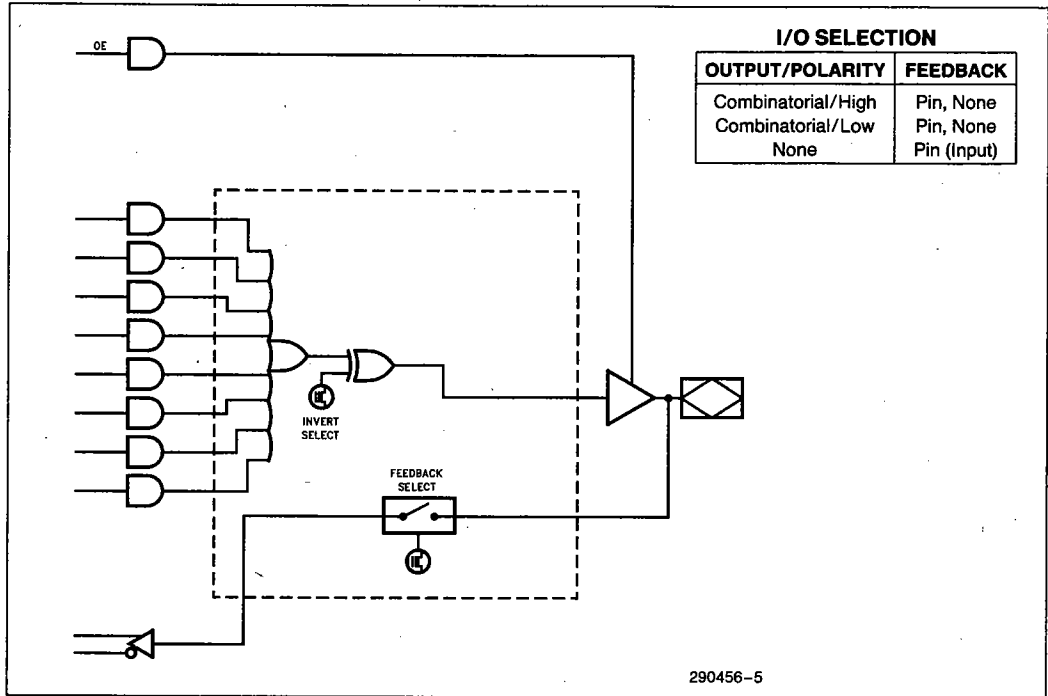 OE
I/O SELECTION
OUTPUT/POLARITY FEEDBACK
Combinatorial/High Pin, None
Combinatorial/Low Pin, None
None Pin (Input)
INVERT
SELECT
FEEDBACK
SELECT
290456-5